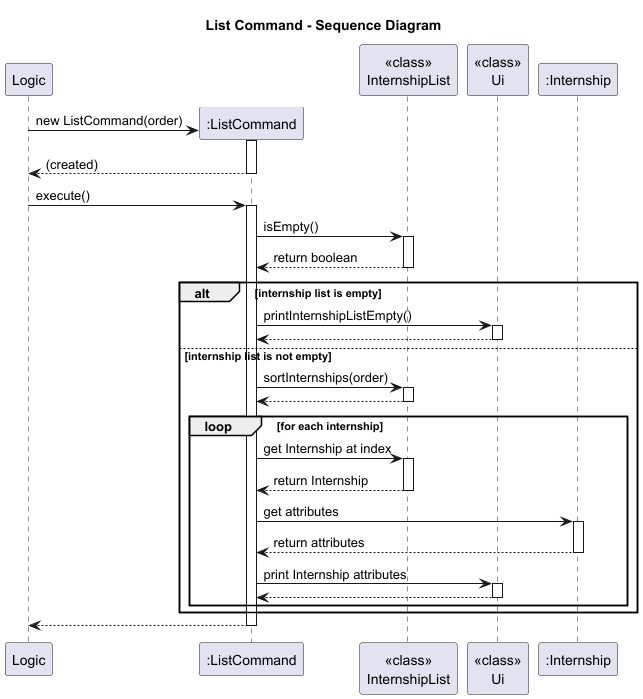 List Command - Sequence Diagram
Logic
:ListCommand
«class»
InternshipList
«class»
Ui
:Internship
new ListCommand(order)
(created)
execute()
isEmpty()
return boolean
alt
[internship list is empty]
printInternshipListEmpty()
[internship list is not empty]
sortInternships(order)
loop
[for each internship]
get Internship at index
return Internship
get attributes
return attributes
print Internship attributes
Logic
:ListCommand
«class»
InternshipList
«class»
Ui
:Internship